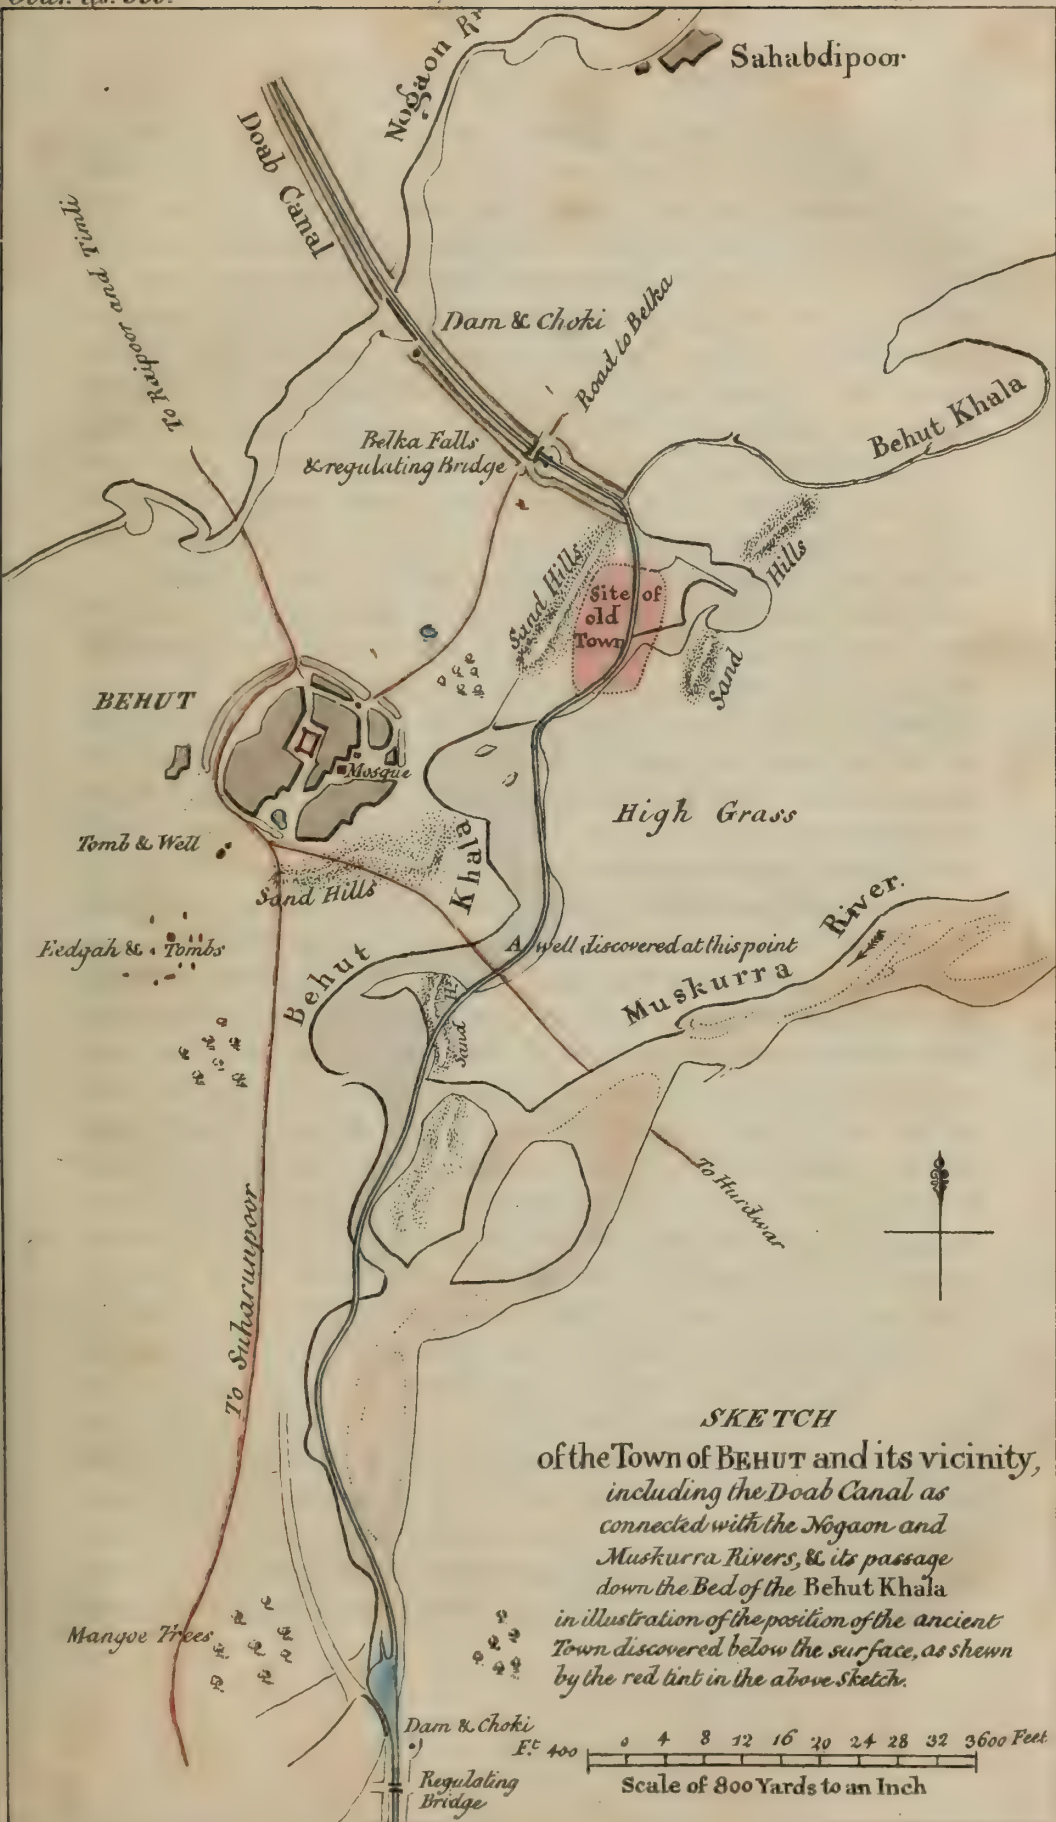 Nogaon Rr
Sahabdipoor
Doab Canal
To Raipoor and Timli
Dam & Choki
Road to Belka
Belka Falls
& regulating Bridge
Behut Khala
Sand Hills
Hills
Site of
old
Town
Sand
BEHUT
Mosque
High Grass
Tomb & Well
Sand Hills
Khala
River.
Eedgah & Tombs
A well discovered at this point
Behut
Muskurra
Sand
To Hurdwar
To Suharunpoor
SKETCH
of the Town of BEHUT and its vicinity,
including the Doab Canal as
connected with the Nogaon and
Muskurra Rivers, & its passage
down the Bed of the Behut Khala
in illustration of the position of the ancient
Town discovered below the surface, as shewn
by the red tint in the above Sketch.
Mangoe Trees
Dam & Choki
Ft. 400 0 4 8 12 16 20 24 28 32 3600 Feet
Scale of 800 Yards to an Inch
Regulating
Bridge